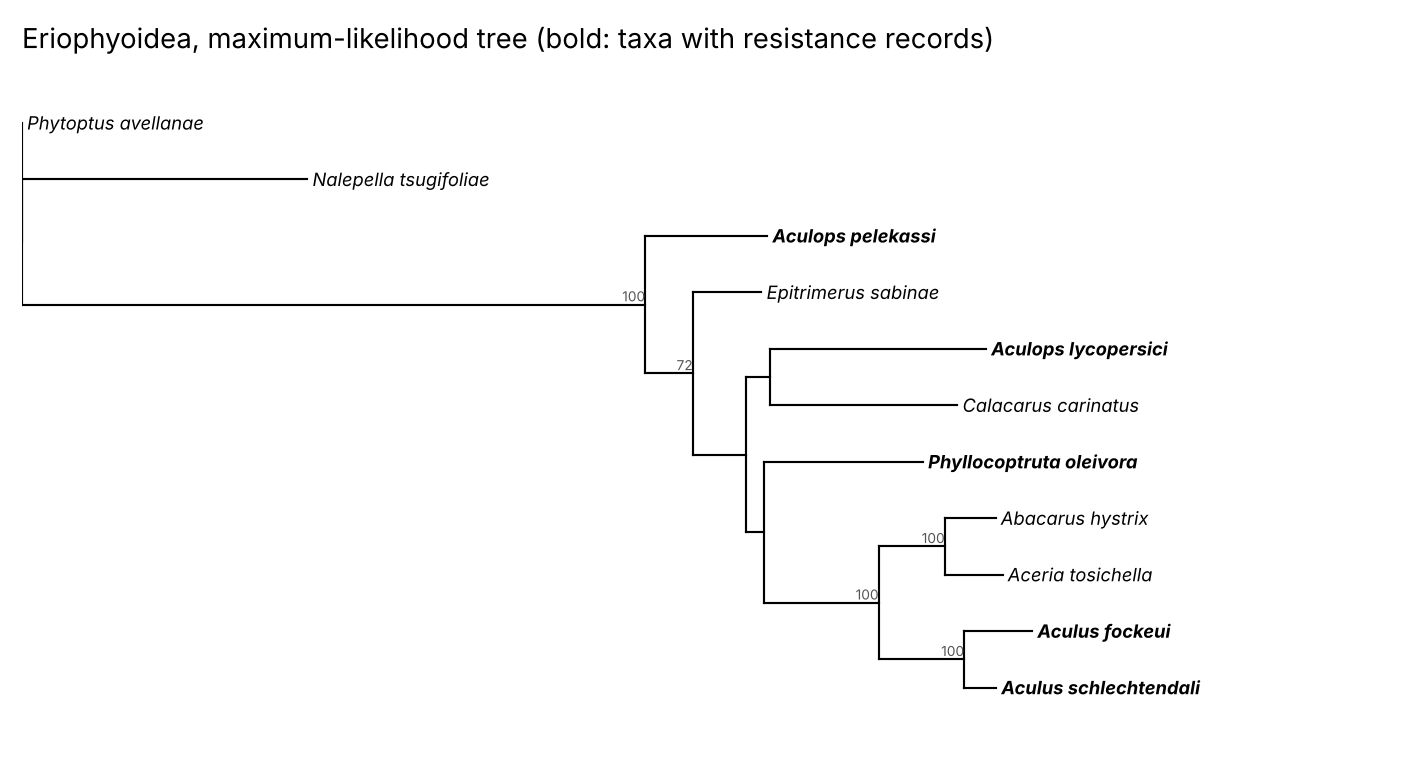 Eriophyoidea, maximum-likelihood tree (bold: taxa with resistance records)
Phytoptus avellanae
Nalepella tsugifoliae
Aculops pelekassi
Epitrimerus sabinae
100
Aculops lycopersici
72
Calacarus carinatus
Phyllocoptruta oleivora
Abacarus hystrix
100
Aceria tosichella
100
Aculus fockeui
100
Aculus schlechtendali